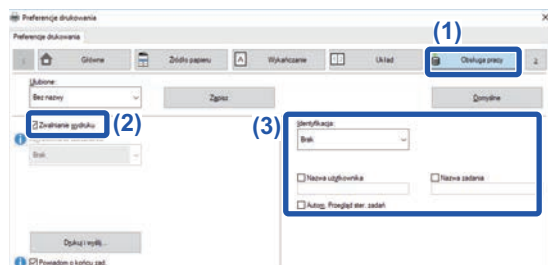 Preferencje drukowania
Preferencje drukowania
(1)
Główne
Źródło papieru
Wykańczanie
Układ
Obsługa pracy
Ulubione:
Bez nazwy
Zapisz
Domyślne
Zwalnianie wydruku
(2)
(3)
Identyfikacja:
Brak
Brak
Nazwa użytkownika
Nazwa zadania
Autom. Przegląd ster. zadań
Drukuj i wyślij...
Powiadom o końcu zad.